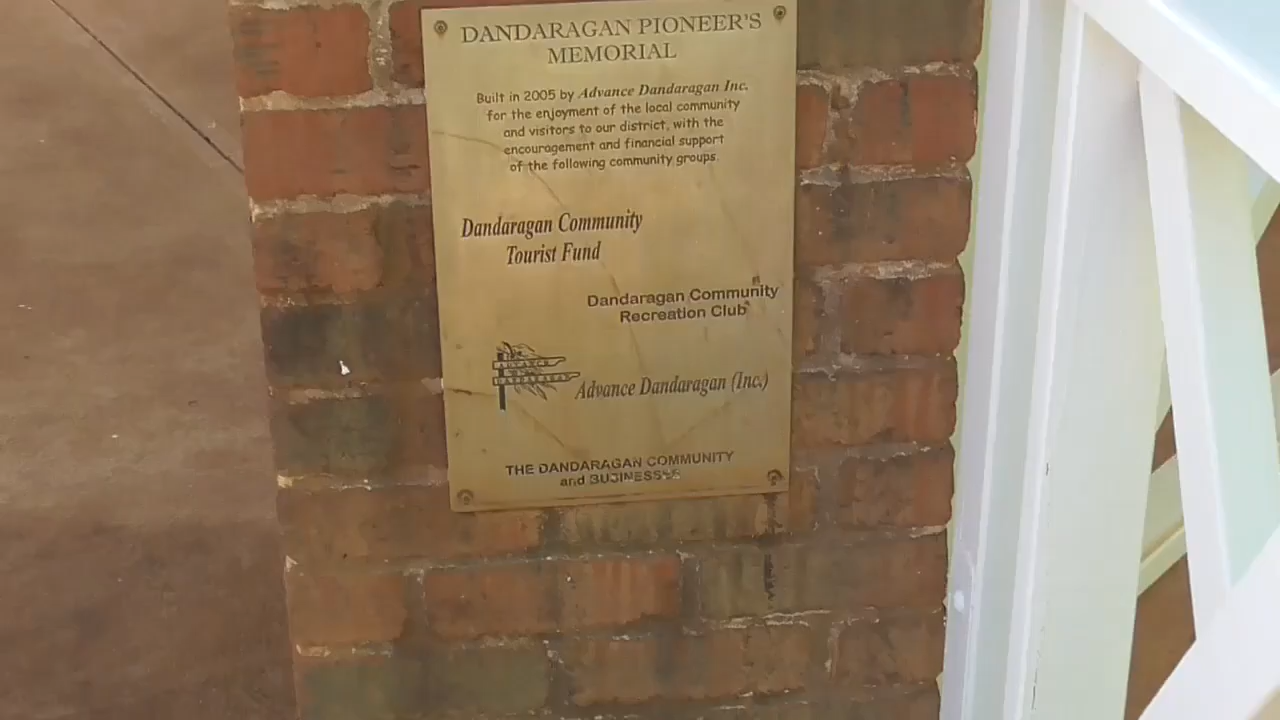 DANDARAGAN PIONEER'S
MEMORIAL
Built in 2005 by Advance Dandaragan Inc.
for the enjoyment of the local community
and visitors to our district, with the
encouragement and financial support
of the following community groups.
Dandaragan Community
Tourist Fund
Dandaragan Community
Recreation Club
ADVANCE
DANDARAGAN
Advance Dandaragan (Inc.)
THE DANDARAGAN COMMUNITY
and BUSINESSES